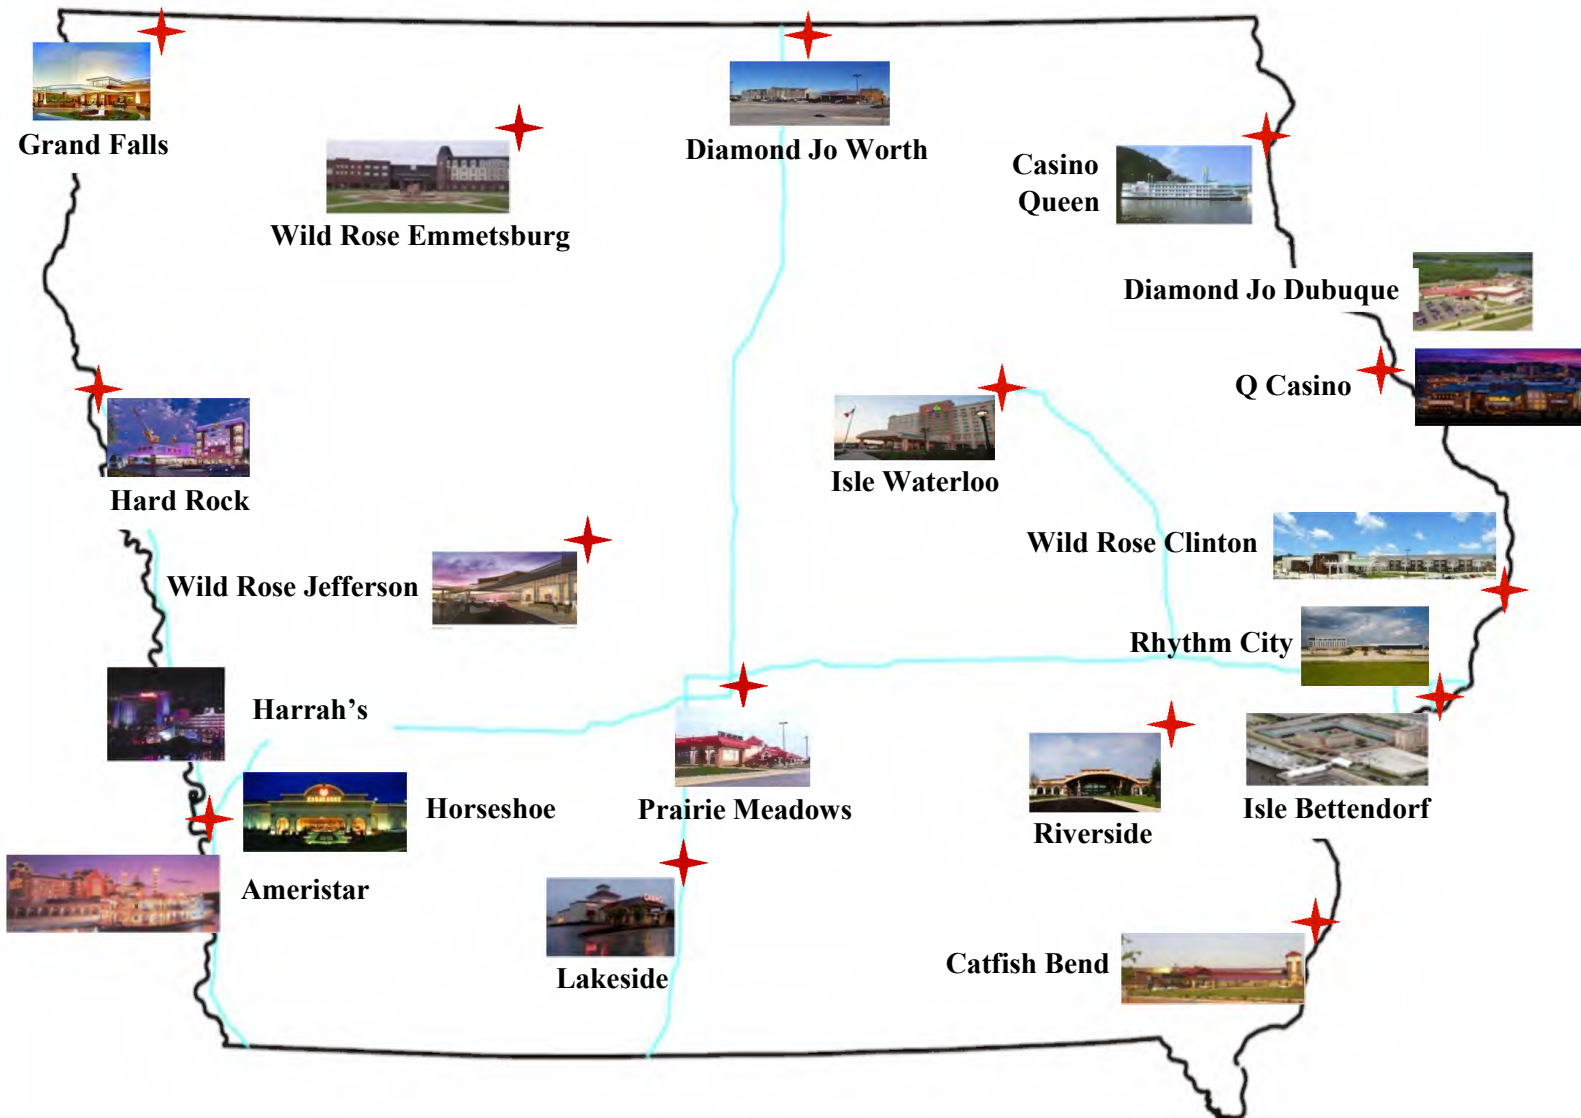 Grand Falls
Diamond Jo Worth
Casino
Queen
Wild Rose Emmetsburg
Diamond Jo Dubuque
Q Casino
Isle Waterloo
Hard Rock
Wild Rose Clinton
Wild Rose Jefferson
Rhythm City
Harrah’s
Horseshoe
Prairie Meadows
Isle Bettendorf
Riverside
Ameristar
Catfish Bend
Lakeside